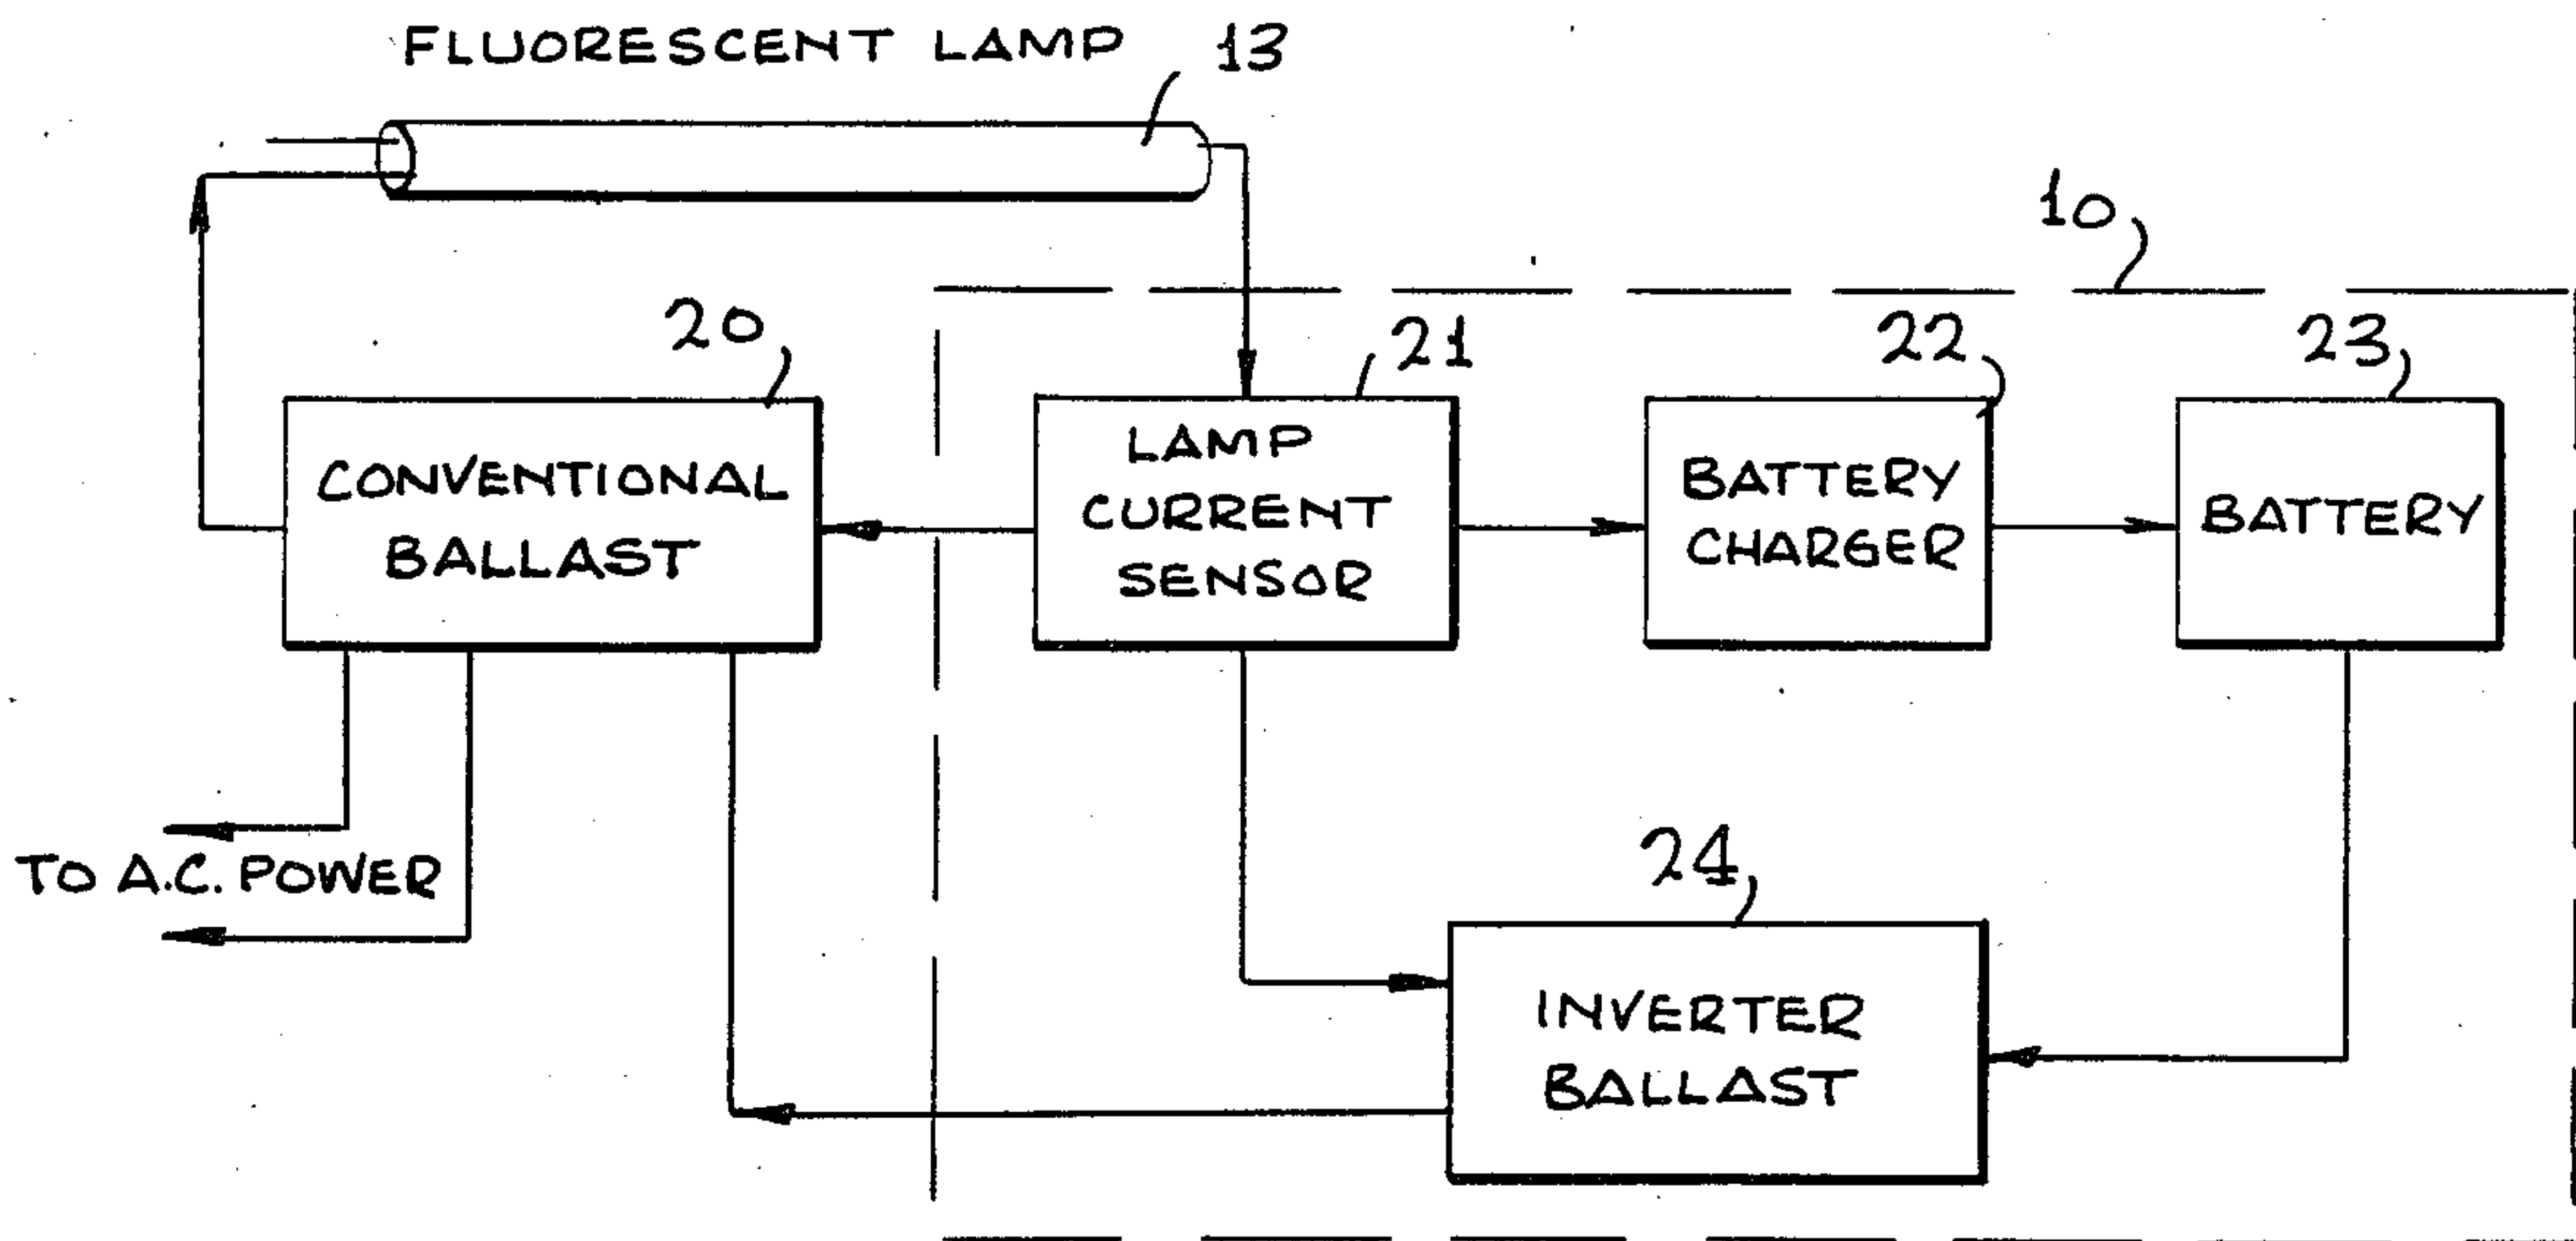 FLUORESCENT LAMP 13
10
20
21
22
23
CONVENTIONAL
BALLAST
LAMP
CURRENT
SENSOR
BATTERY
CHARGER
BATTERY
TO A.C. POWER
24
INVERTER
BALLAST